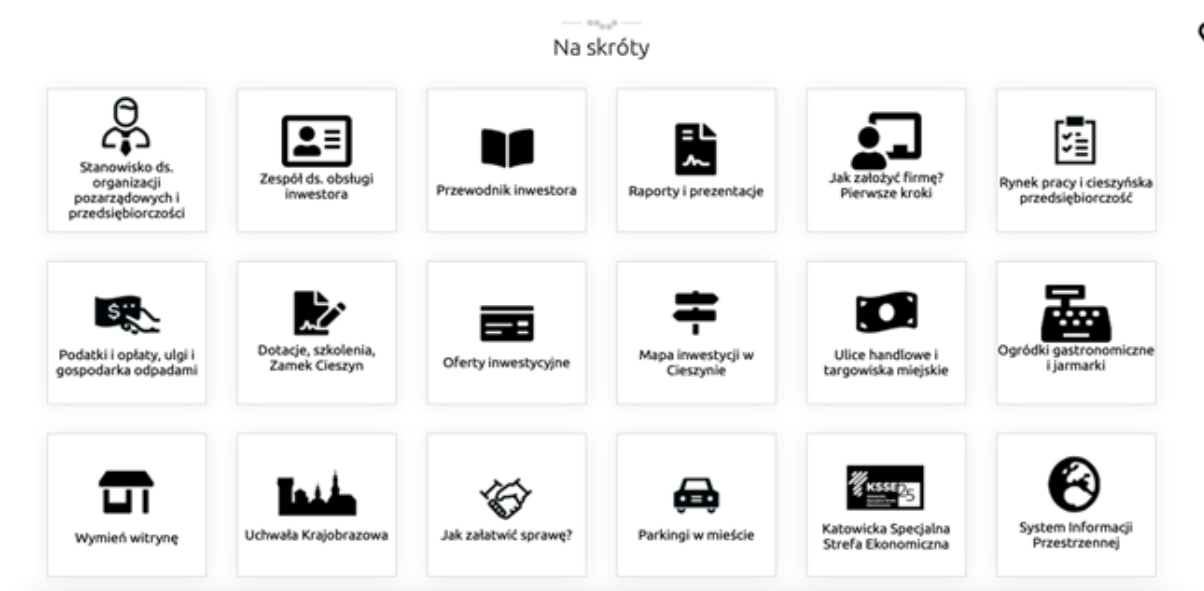 Na skróty
Stanowisko ds.
organizacji
pozarządowych i
przedsiębiorczości
Zespół ds. obsługi
inwestora
Przewodnik inwestora
Raporty i prezentacje
Jak założyć firmę?
Pierwsze kroki
Rynek pracy i cieszyńska
przedsiębiorczość
Podatki i opłaty, ulgi i
gospodarka odpadami
Dotacje, szkolenia,
Zamek Cieszyn
Oferty inwestycyjne
Mapa inwestycji w
Cieszynie
Ulice handlowe i
targowiska miejskie
Ogródki gastronomiczne
i jarmarki
Wymień witrynę
Uchwała Krajobrazowa
Jak załatwić sprawę?
Parkingi w mieście
KSSE
25
Katowicka Specjalna
Strefa Ekonomiczna
System Informacji
Przestrzennej